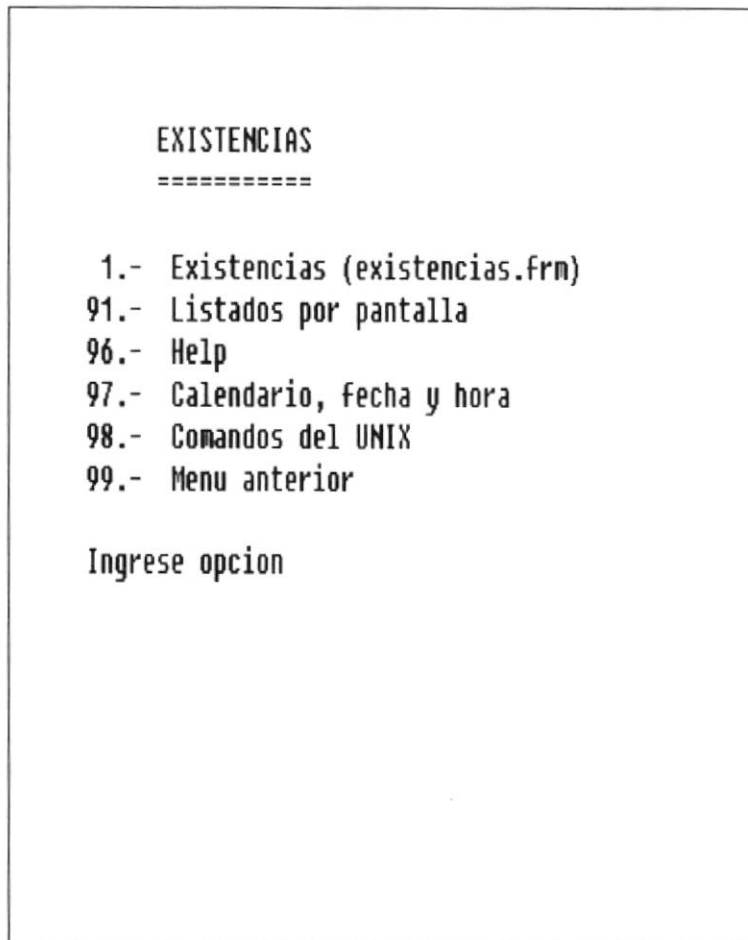 EXISTENCIAS
===========
1.- Existencias (existencias.frm)
91.- Listados por pantalla
96.- Help
97.- Calendario, fecha y hora
98.- Comandos del UNIX
99.- Menu anterior
Ingrese opcion